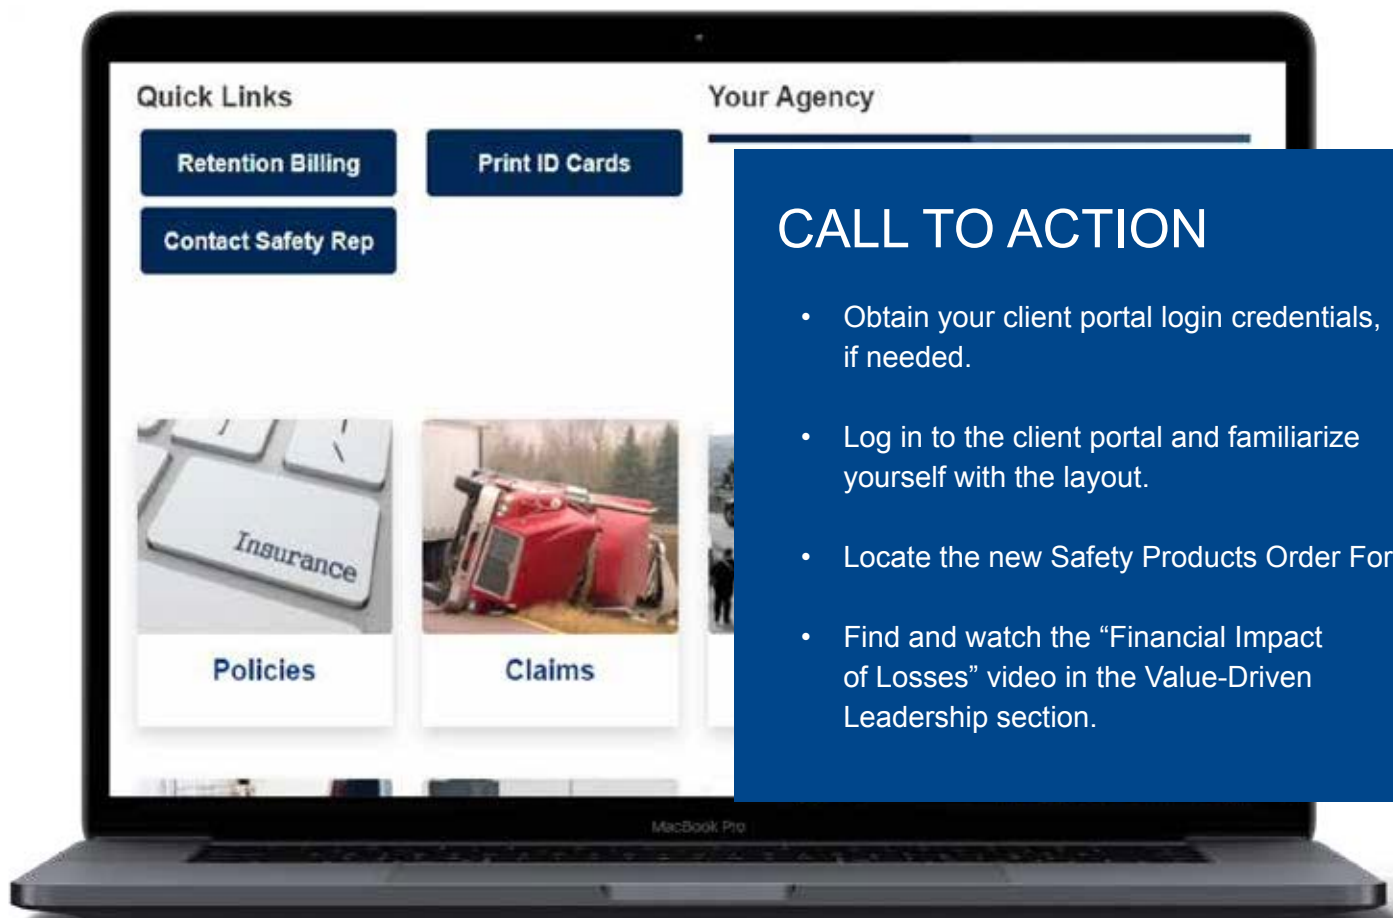 Quick Links
Your Agency
Retention Billing
Print ID Cards
Contact Safety Rep
Insurance
Policies
Claims
MacBook Pro
CALL TO ACTION
• Obtain your client portal login credentials,
if needed.
• Log in to the client portal and familiarize
yourself with the layout.
• Locate the new Safety Products Order For
• Find and watch the “Financial Impact
of Losses” video in the Value-Driven
Leadership section.